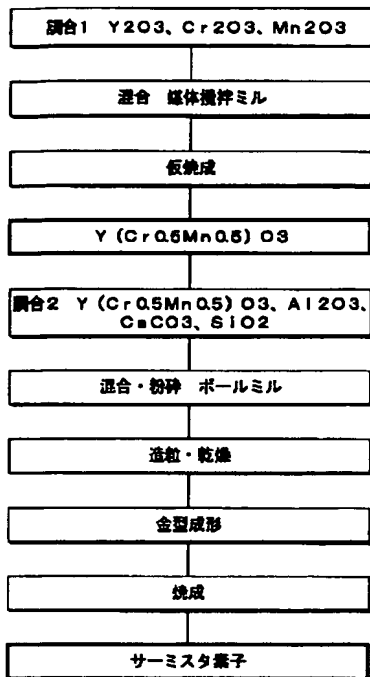 調合1 Y2O3、Cr2O3、Mn2O3
混合 媒体攪拌ミル
仮焼成
Y(Cr0.5Mn0.5)O3
調合2 Y(Cr0.5Mn0.5)O3、Al2O3、
CaCO3、SiO2
混合・粉砕 ボールミル
造粒・乾燥
金型成形
焼成
サーミスタ素子